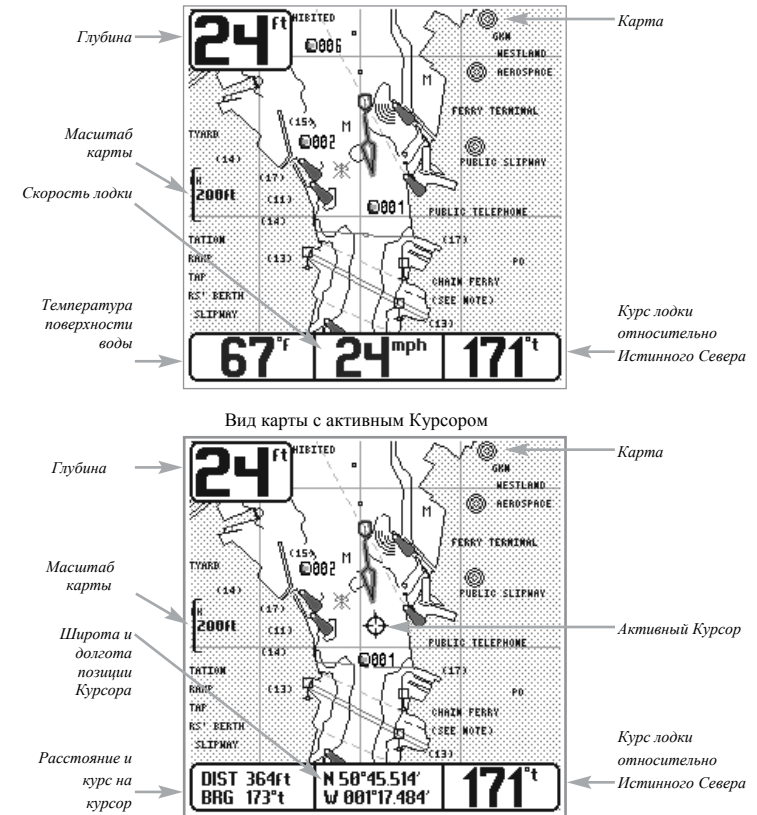 Глубина
24 ft
HIBITED
006
Карта
GKN
WESTLAND
AEROSPACE
M
FERRY TERMINAL
Масштаб
карты
TYARD
(15)
M
002
(14)
PUBLIC SLIPWAY
Скорость лодки
(17)
200ft
(11)
001
PUBLIC TELEPHONE
(14)
TATION
(17)
RAMP
(13)
PO
TAP
CHAIN FERRY
RS' BERTH
(SEE NOTE)
SLIPWAY
(13)
Температура
поверхности
воды
67°f
24 mph
171°t
Курс лодки
относительно
Истинного Севера
Вид карты с активным Курсором
Глубина
24 ft
HIBITED
Карта
GKN
WESTLAND
AEROSPACE
M
FERRY TERMINAL
Масштаб
карты
TYARD
(15)
M
002
(14)
PUBLIC SLIPWAY
(17)
200ft
(11)
Активный Курсор
Широта и
долгота
позиции
Курсора
PUBLIC TELEPHONE
(14)
001
TATION
(17)
RAMP
(13)
PO
TAP
CHAIN FERRY
RS' BERTH
(SEE NOTE)
SLIPWAY
(13)
Расстояние и
курс на
курсор
DIST 364ft
BRG 173°t
N 50°45.514'
W 001°17.484'
171°t
Курс лодки
относительно
Истинного Севера